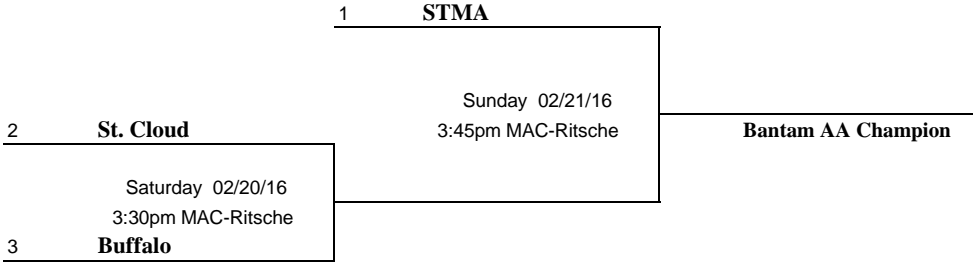 1 STMA
Sunday 02/21/16
2 St. Cloud 3:45pm MAC-Ritsche Bantam AA Champion
Saturday 02/20/16
3:30pm MAC-Ritsche
3 Buffalo